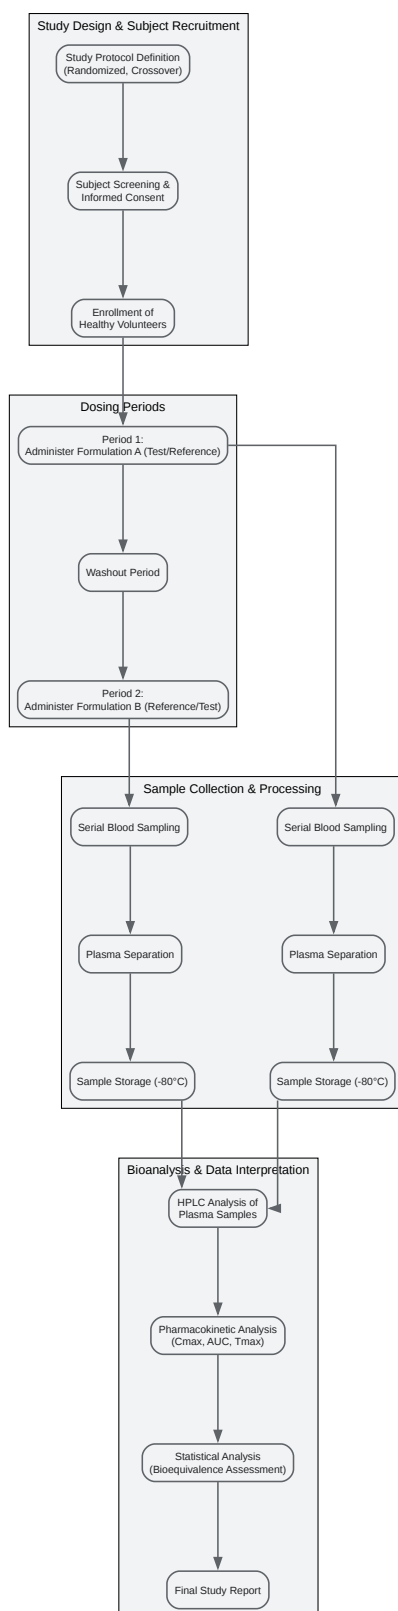 Study Design & Subject Recruitment
Study Protocol Definition
(Randomized, Crossover)
Subject Screening &
Informed Consent
Enrollment of
Healthy Volunteers
Dosing Periods
Period 1:
Administer Formulation A (Test/Reference)
Washout Period
Period 2:
Administer Formulation B (Reference/Test)
Sample Collection & Processing
Serial Blood Sampling
Serial Blood Sampling
Plasma Separation
Plasma Separation
Sample Storage (-80°C)
Sample Storage (-80°C)
Bioanalysis & Data Interpretation
HPLC Analysis of
Plasma Samples
Pharmacokinetic Analysis
(Cmax, AUC, Tmax)
Statistical Analysis
(Bioequivalence Assessment)
Final Study Report